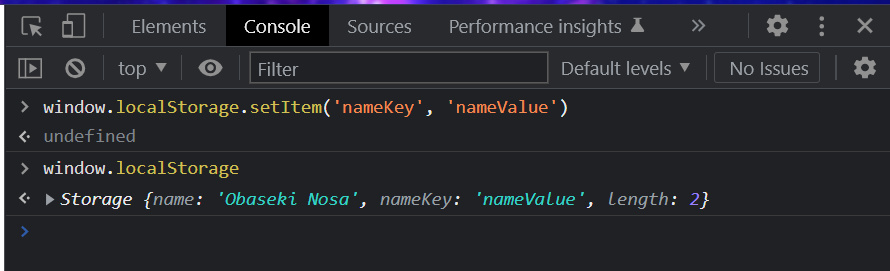 Elements Console Sources Performance insights
top Filter Default levels No Issues
window.localStorage.setItem('nameKey', 'nameValue')
undefined
window.localStorage
Storage {name: 'Obaseki Nosa', nameKey: 'nameValue', length: 2}